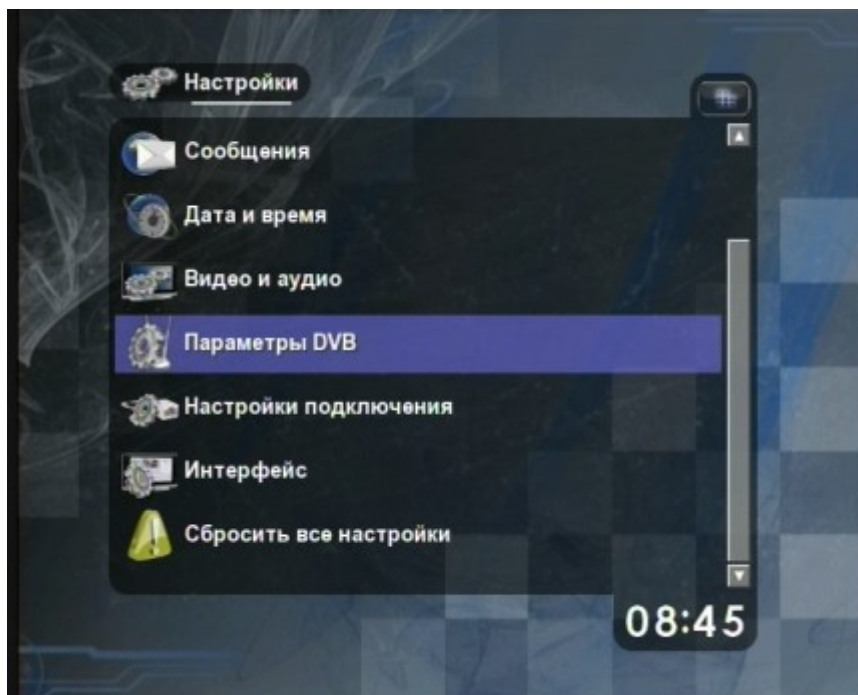 Настройки
Сообщения
Дата и время
Видео и аудио
Параметры DVB
Настройки подключения
Интерфейс
Сбросить все настройки
08:45